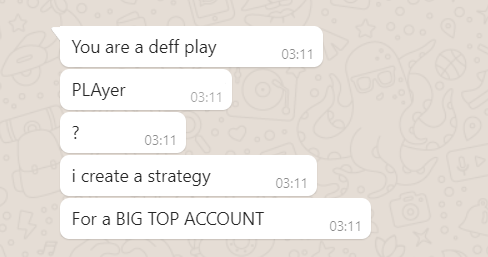 You are a deff play
03:11
PLAyer
03:11
?
03:11
i create a strategy
03:11
For a BIG TOP ACCOUNT
03:11